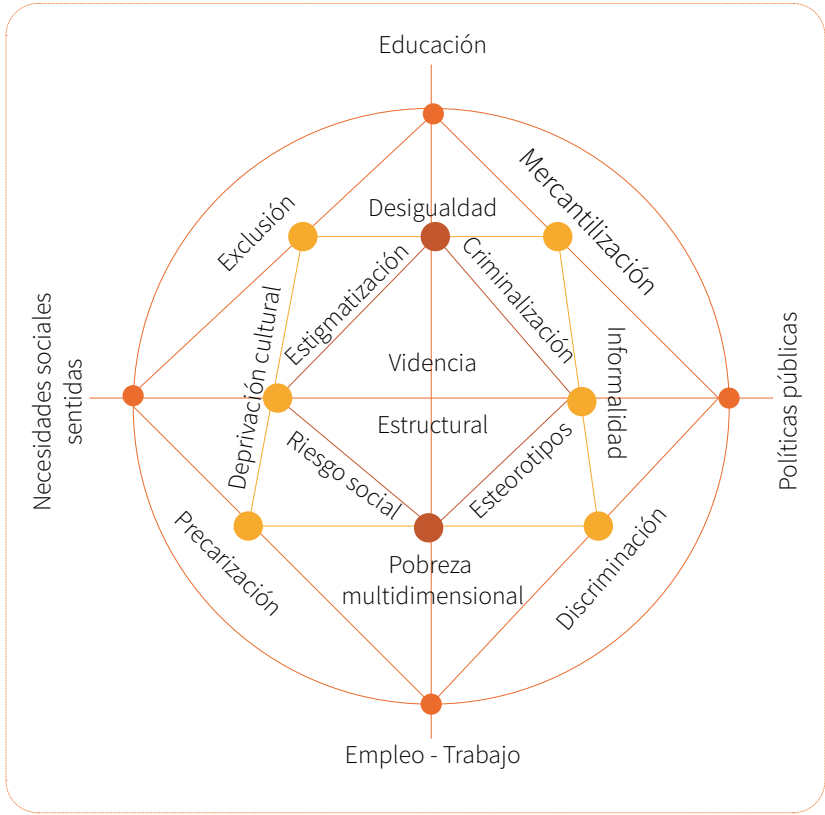 Educación
Mercantilización
Exclusión
Desigualdad
Criminalización
Estigmatización
Deprivación cultural
Informalidad
Necesidades sociales
sentidas
Políticas públicas
Videncia
Estructural
Riesgo social
Esteorotipos
Precarización
Discriminación
Pobreza
multidimensional
Empleo - Trabajo